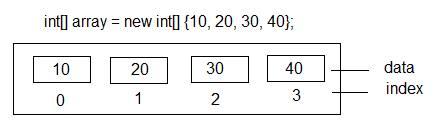 int[] array = new int[] {10, 20, 30, 40};
10 20 30 40 data
0 1 2 3 index